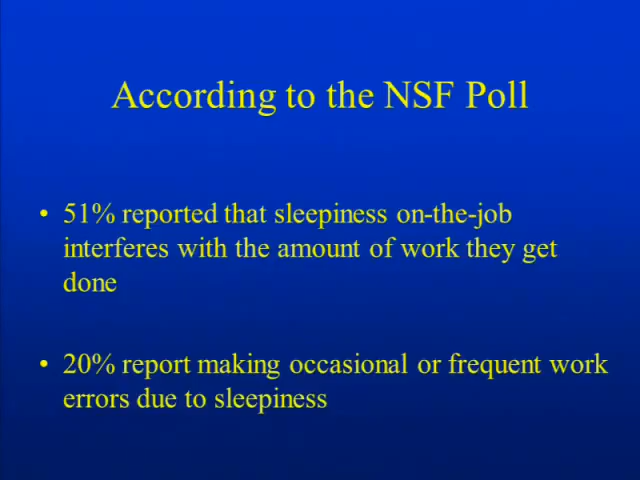 According to the NSF Poll
• 51% reported that sleepiness on-the-job
interferes with the amount of work they get
done
• 20% report making occasional or frequent work
errors due to sleepiness